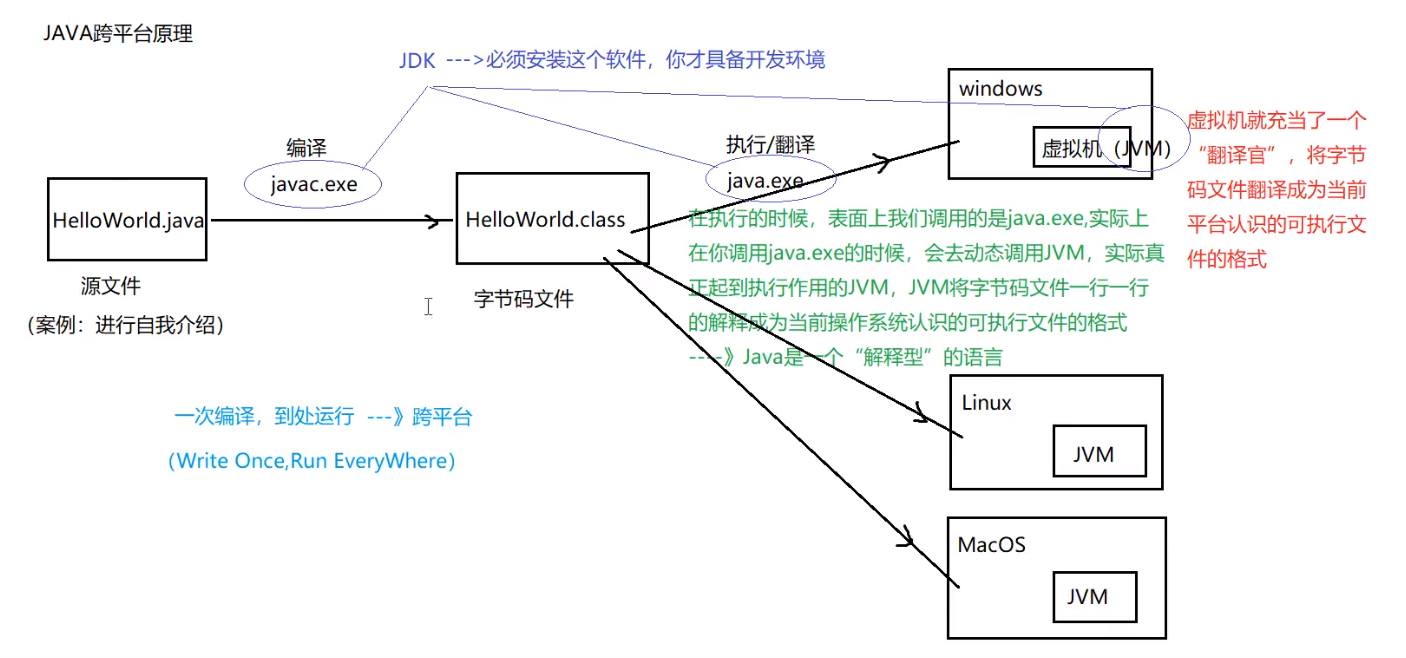 JAVA跨平台原理
JDK --->必须安装这个软件，你才具备开发环境
编译
javac.exe
执行/翻译
java.exe
windows
虚拟机（JVM）
虚拟机就充当了一个
“翻译官”，将字节
码文件翻译成为当前
平台认识的可执行文
件的格式
HelloWorld.java
源文件
（案例：进行自我介绍）
HelloWorld.class
字节码文件
在执行的时候，表面上我们调用的是java.exe,实际上
在你调用java.exe的时候，会去动态调用JVM，实际真
正起到执行作用的JVM，JVM将字节码文件一行一行
的解释成为当前操作系统认识的可执行文件的格式
----》Java是一个“解释型”的语言
一次编译，到处运行 ---》跨平台
（Write Once,Run EveryWhere）
Linux
JVM
MacOS
JVM